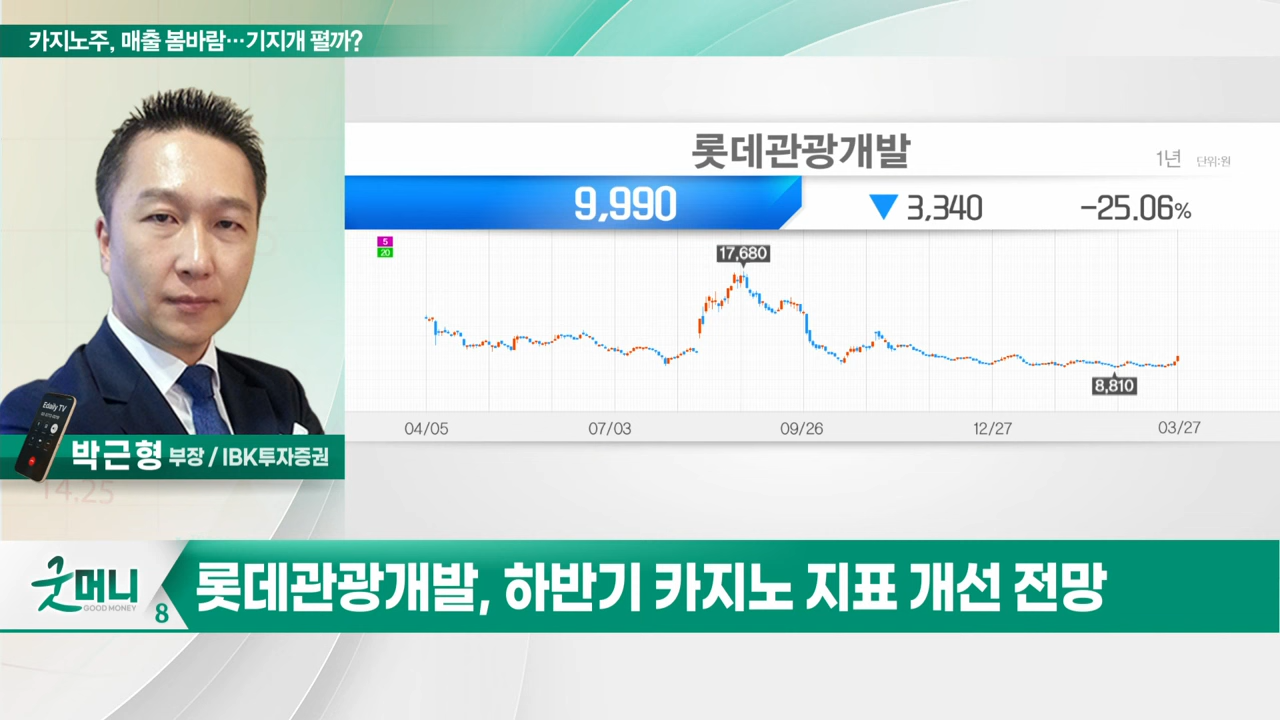 카지노주, 매출 봄바람…기지개 펼까?
롯데관광개발
1년 단위:원
9,990 ▼ 3,340 -25.06%
5
20
17,680
8,810
04/05 07/03 09/26 12/27 03/27
Edaily TV
박근형 부장 / IBK투자증권
14.25
굿머니
GOOD MONEY
8
롯데관광개발, 하반기 카지노 지표 개선 전망